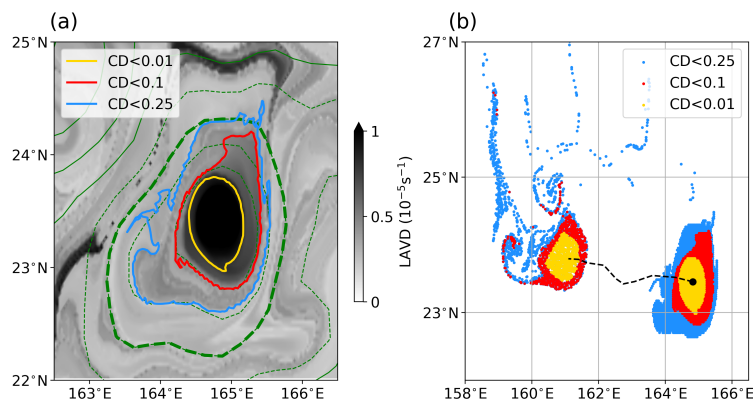 (a)
25°N
24°N
23°N
22°N
163°E
164°E
165°E
166°E
CD<0.01
CD<0.1
CD<0.25
1
0.5
0
LAVD (10⁻⁵s⁻¹)
(b)
27°N
25°N
23°N
158°E
160°E
162°E
164°E
166°E
CD<0.25
CD<0.1
CD<0.01